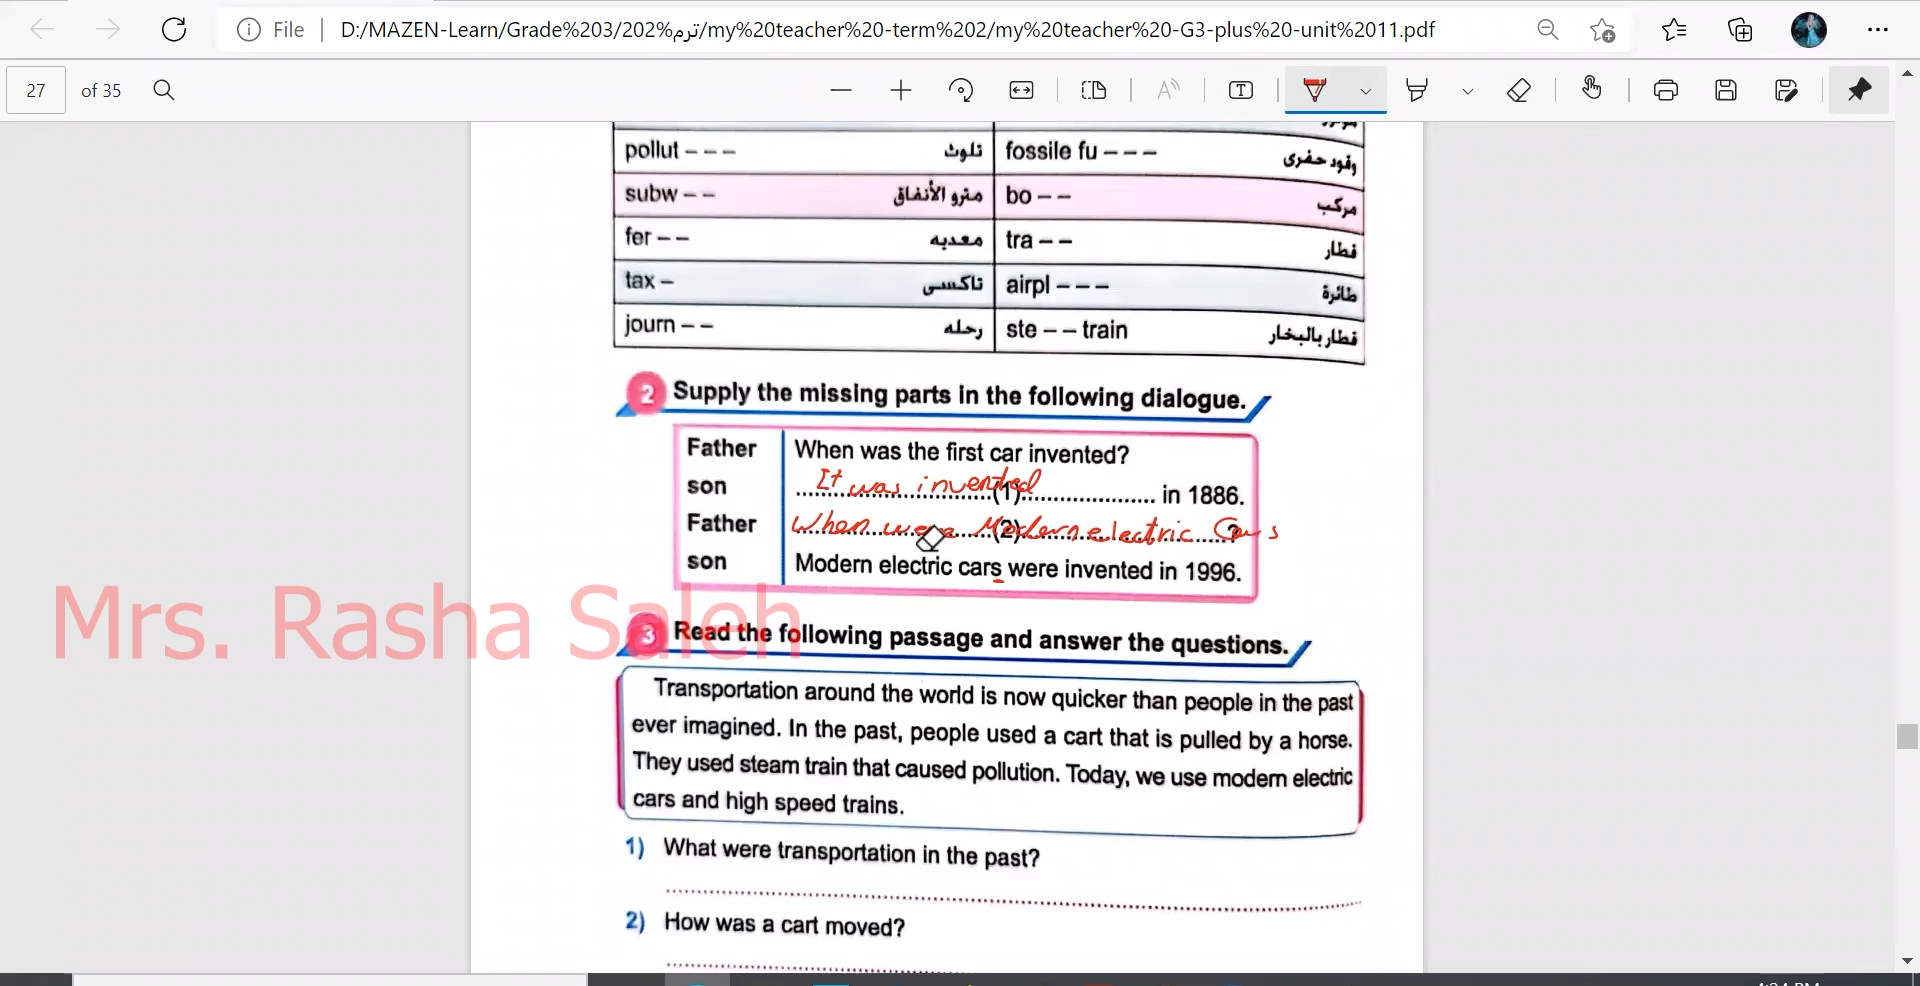 File D:/MAZEN-Learn/Grade%203/202%ترم/my%20teacher%20-term%202/my%20teacher%20-G3-plus%20-unit%2011.pdf
27 of 35
pollut – – – تلوث fossile fu – – – وقود حفرى
subw – – مترو الأنفاق bo – – مركب
fer – – معديه tra – – قطار
tax – تاكسى airpl – – – طائرة
journ – – رحله ste – – train قطار بالبخار
2 Supply the missing parts in the following dialogue.
Father When was the first car invented?
son It was invented (1) in 1886.
Father When were Modern electric Cars (2) ?
son Modern electric cars were invented in 1996.
Mrs. Rasha Saleh
3 Read the following passage and answer the questions.
Transportation around the world is now quicker than people in the past
ever imagined. In the past, people used a cart that is pulled by a horse.
They used steam train that caused pollution. Today, we use modern electric
cars and high speed trains.
1) What were transportation in the past?
2) How was a cart moved?